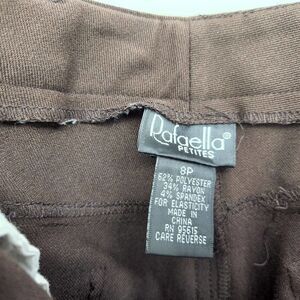 Rafaella®
PETITES
8P
62% POLYESTER
34% RAYON
4% SPANDEX
FOR ELASTICITY
MADE IN
CHINA
RN 95615
CARE REVERSE